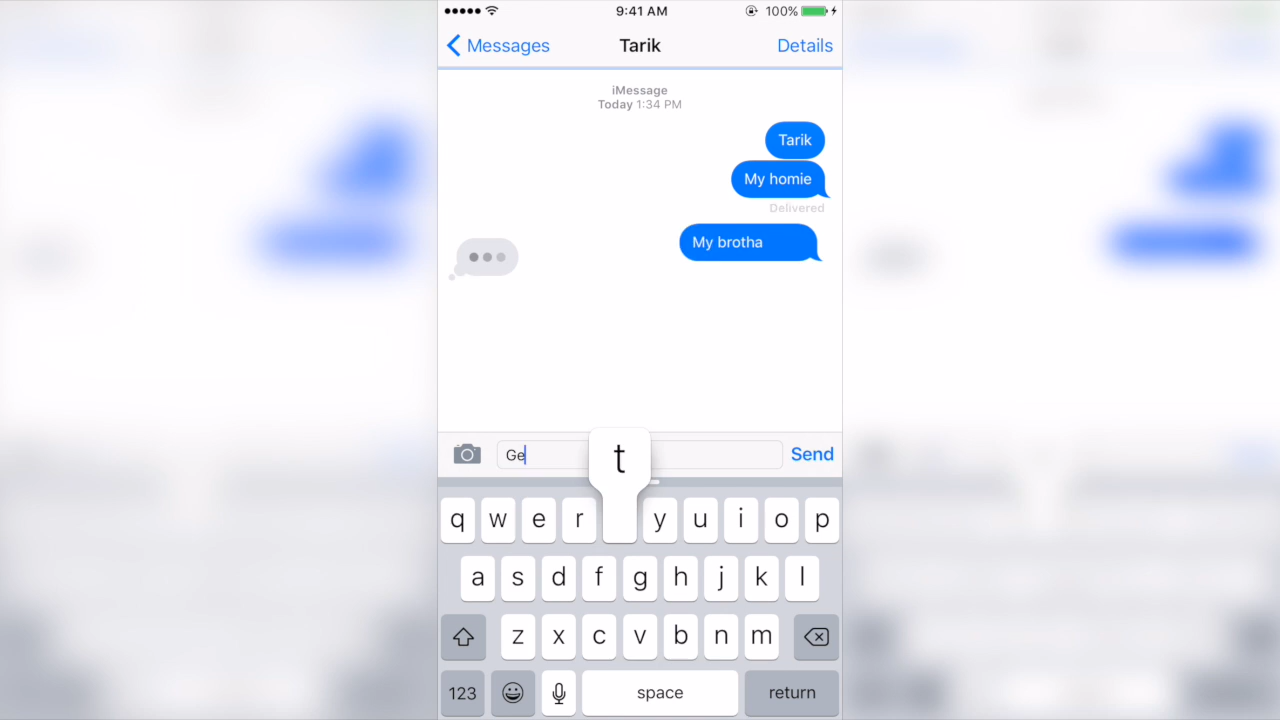 9:41 AM 100%
Messages Tarik Details
iMessage
Today 1:34 PM
Tarik
My homie
Delivered
My brotha
Ge
Send
t
q w e r y u i o p
a s d f g h j k l
z x c v b n m
123 space return